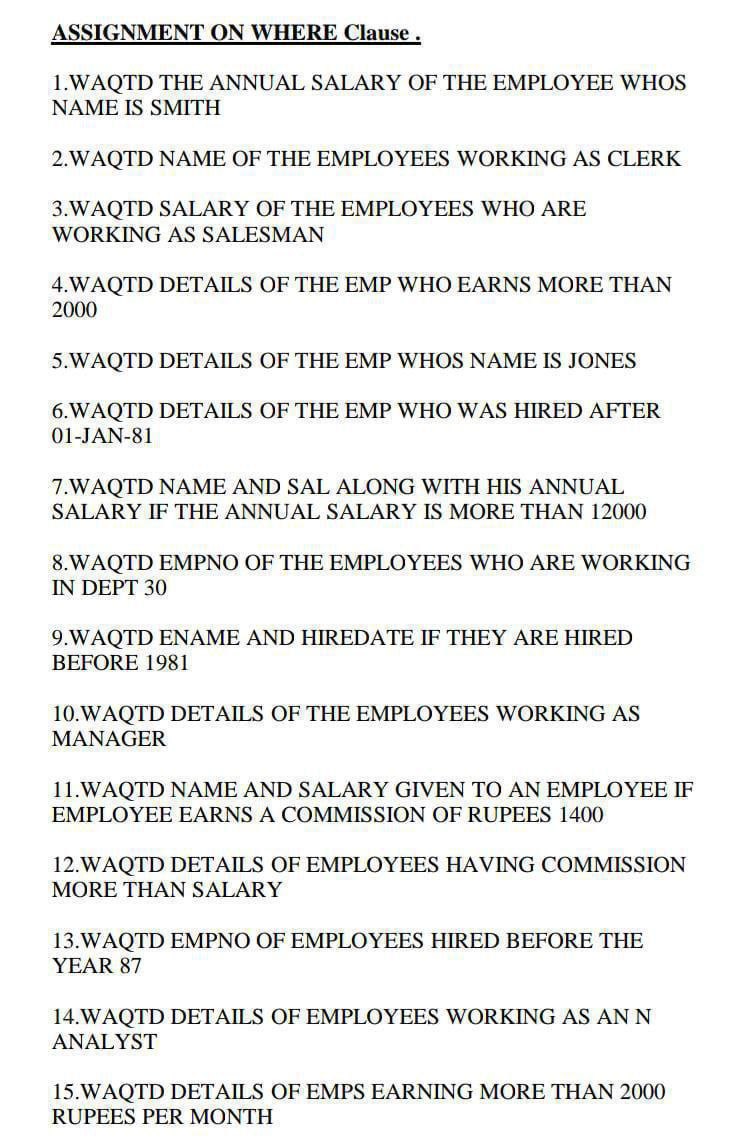 ASSIGNMENT ON WHERE Clause .
1.WAQTD THE ANNUAL SALARY OF THE EMPLOYEE WHOS
NAME IS SMITH
2.WAQTD NAME OF THE EMPLOYEES WORKING AS CLERK
3.WAQTD SALARY OF THE EMPLOYEES WHO ARE
WORKING AS SALESMAN
4.WAQTD DETAILS OF THE EMP WHO EARNS MORE THAN
2000
5.WAQTD DETAILS OF THE EMP WHOS NAME IS JONES
6.WAQTD DETAILS OF THE EMP WHO WAS HIRED AFTER
01-JAN-81
7.WAQTD NAME AND SAL ALONG WITH HIS ANNUAL
SALARY IF THE ANNUAL SALARY IS MORE THAN 12000
8.WAQTD EMPNO OF THE EMPLOYEES WHO ARE WORKING
IN DEPT 30
9.WAQTD ENAME AND HIREDATE IF THEY ARE HIRED
BEFORE 1981
10.WAQTD DETAILS OF THE EMPLOYEES WORKING AS
MANAGER
11.WAQTD NAME AND SALARY GIVEN TO AN EMPLOYEE IF
EMPLOYEE EARNS A COMMISSION OF RUPEES 1400
12.WAQTD DETAILS OF EMPLOYEES HAVING COMMISSION
MORE THAN SALARY
13.WAQTD EMPNO OF EMPLOYEES HIRED BEFORE THE
YEAR 87
14.WAQTD DETAILS OF EMPLOYEES WORKING AS AN N
ANALYST
15.WAQTD DETAILS OF EMPS EARNING MORE THAN 2000
RUPEES PER MONTH